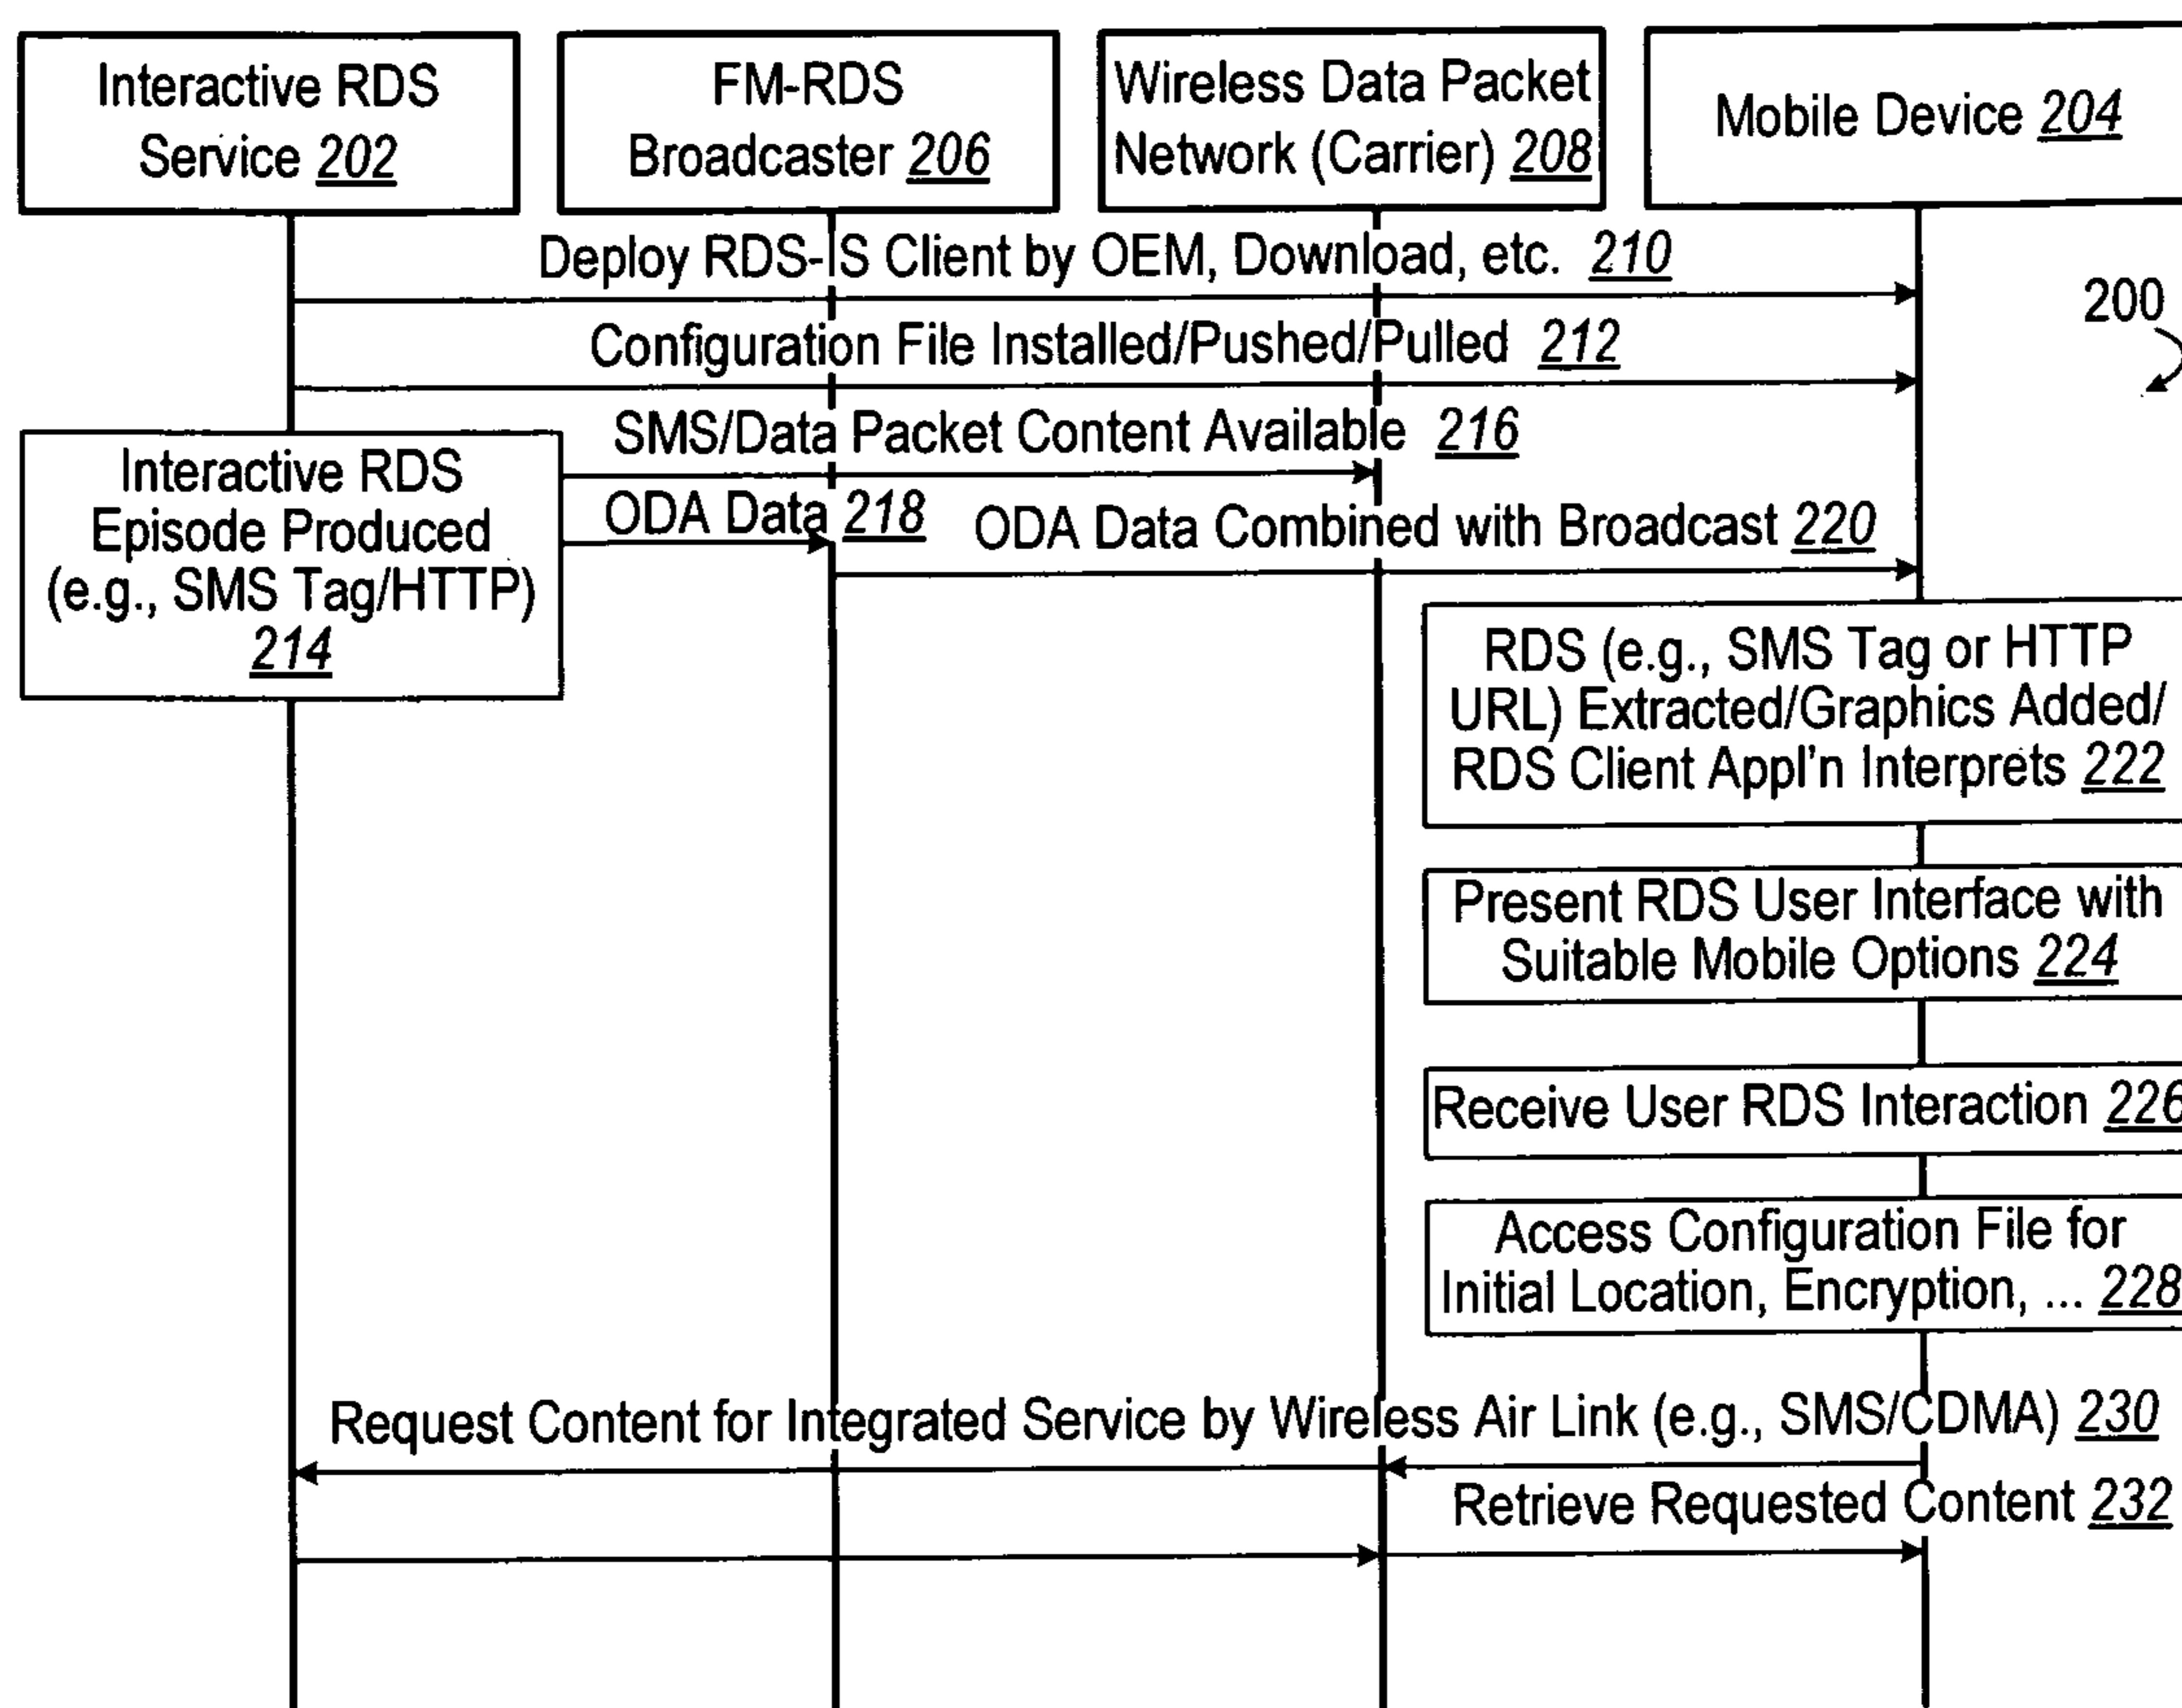 Interactive RDS
Service 202
FM-RDS
Broadcaster 206
Wireless Data Packet
Network (Carrier) 208
Mobile Device 204
Deploy RDS-IS Client by OEM, Download, etc. 210
200
Configuration File Installed/Pushed/Pulled 212
SMS/Data Packet Content Available 216
Interactive RDS
Episode Produced
(e.g., SMS Tag/HTTP)
214
ODA Data 218
ODA Data Combined with Broadcast 220
RDS (e.g., SMS Tag or HTTP
URL) Extracted/Graphics Added/
RDS Client Appl'n Interprets 222
Present RDS User Interface with
Suitable Mobile Options 224
Receive User RDS Interaction 226
Access Configuration File for
Initial Location, Encryption, ... 228
Request Content for Integrated Service by Wireless Air Link (e.g., SMS/CDMA) 230
Retrieve Requested Content 232